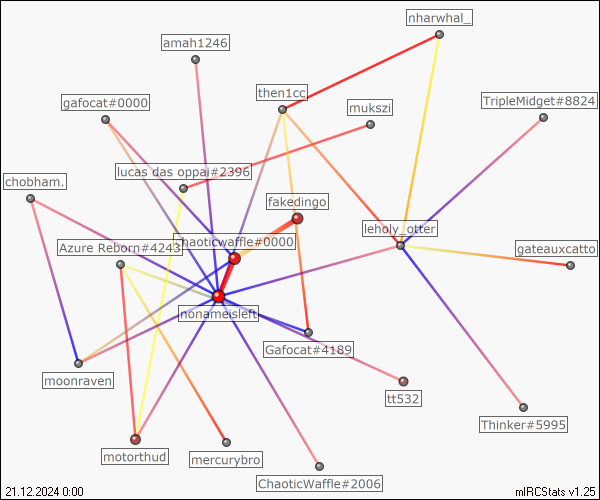 nharwhal_
amah1246
then1cc
gafocat#0000
mukszi
TripleMidget#8824
lucas das oppai#2396
chobham.
fakedingo
leholy_otter
chaoticwaffle#0000
Azure Reborn#4243
gateauxcatto
nonameisleft
Gafocat#4189
moonraven
tt532
Thinker#5995
motorthud
mercurybro
ChaoticWaffle#2006
21.12.2024 0:00
mIRCStats v1.25